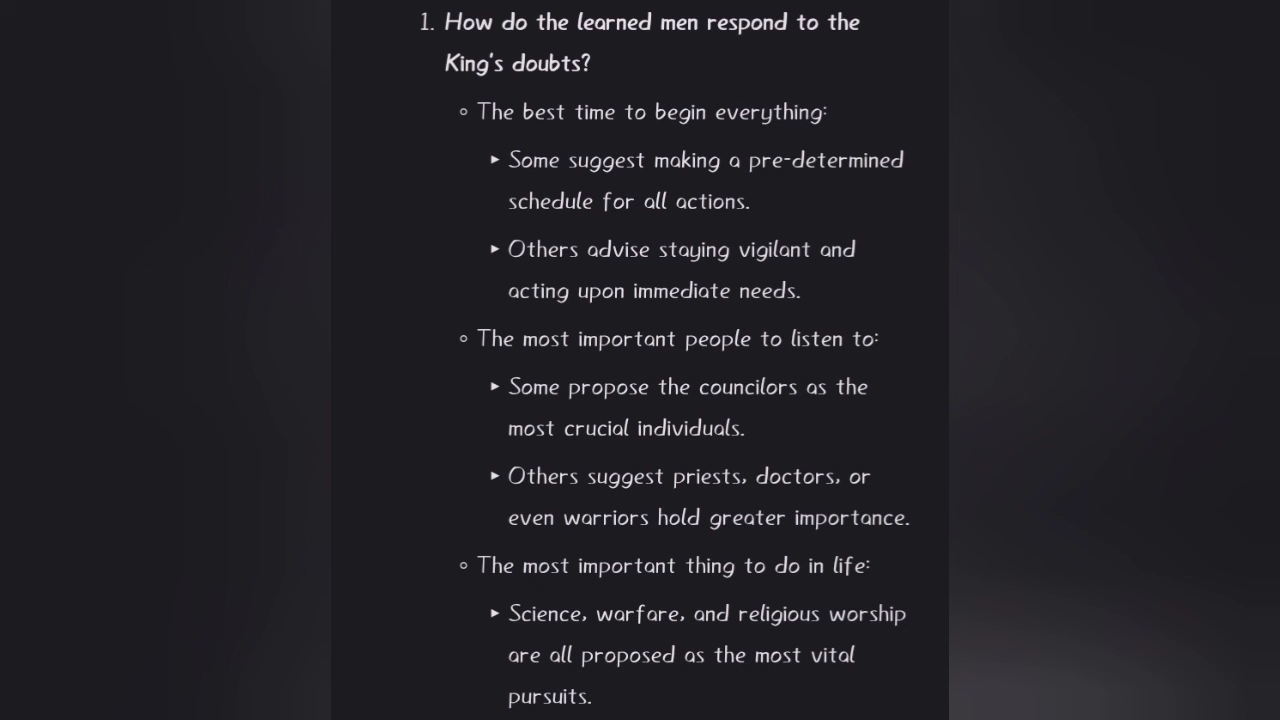 1. How do the learned men respond to the
King's doubts?
∘ The best time to begin everything:
‣ Some suggest making a pre-determined
schedule for all actions.
‣ Others advise staying vigilant and
acting upon immediate needs.
∘ The most important people to listen to:
‣ Some propose the councilors as the
most crucial individuals.
‣ Others suggest priests, doctors, or
even warriors hold greater importance.
∘ The most important thing to do in life:
‣ Science, warfare, and religious worship
are all proposed as the most vital
pursuits.